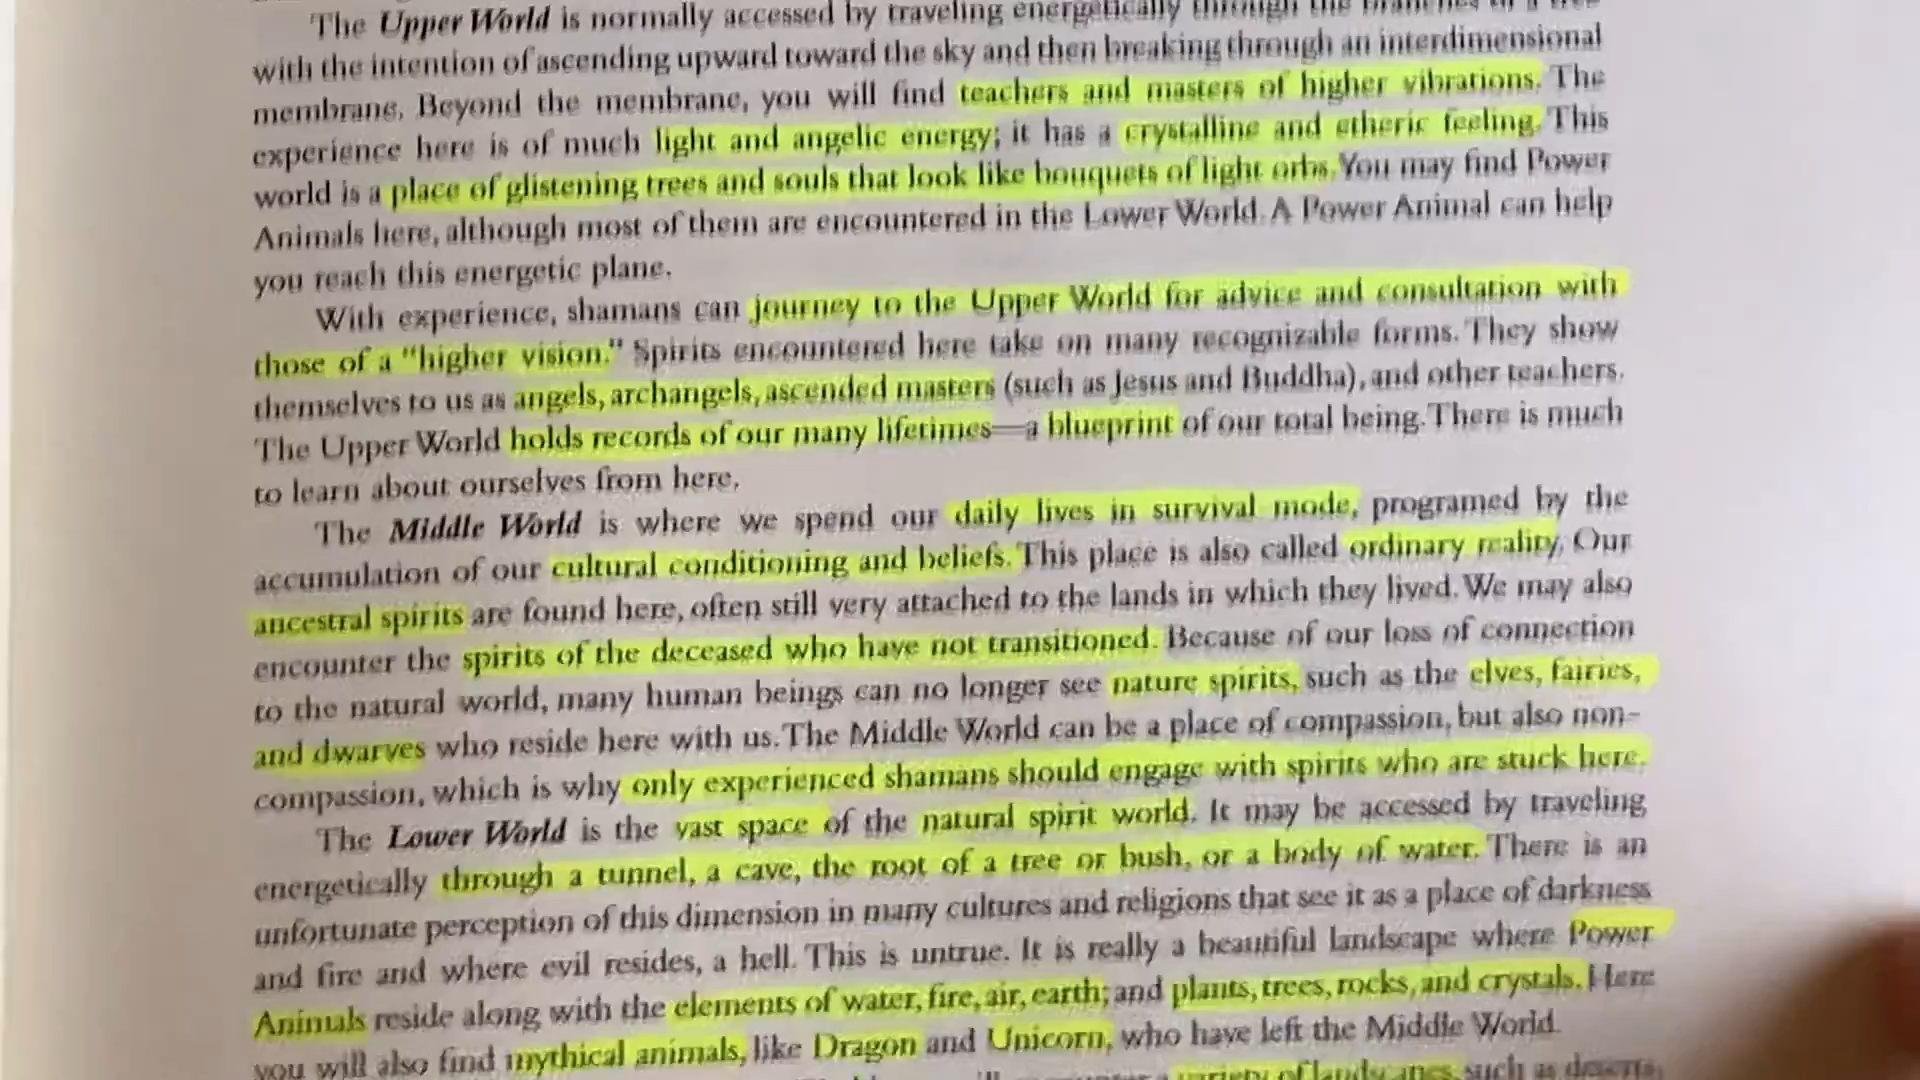 The Upper World is normally accessed by traveling energetically through the branches of a tree
with the intention of ascending upward toward the sky and then breaking through an interdimensional
membrane. Beyond the membrane, you will find teachers and masters of higher vibrations. The
experience here is of much light and angelic energy; it has a crystalline and etheric feeling. This
world is a place of glistening trees and souls that look like bouquets of light orbs. You may find Power
Animals here, although most of them are encountered in the Lower World. A Power Animal can help
you reach this energetic plane.
With experience, shamans can journey to the Upper World for advice and consultation with
those of a "higher vision." Spirits encountered here take on many recognizable forms. They show
themselves to us as angels, archangels, ascended masters (such as Jesus and Buddha), and other teachers.
The Upper World holds records of our many lifetimes—a blueprint of our total being. There is much
to learn about ourselves from here.
The Middle World is where we spend our daily lives in survival mode, programed by the
accumulation of our cultural conditioning and beliefs. This place is also called ordinary reality. Our
ancestral spirits are found here, often still very attached to the lands in which they lived. We may also
encounter the spirits of the deceased who have not transitioned. Because of our loss of connection
to the natural world, many human beings can no longer see nature spirits, such as the elves, fairies,
and dwarves who reside here with us. The Middle World can be a place of compassion, but also non-
compassion, which is why only experienced shamans should engage with spirits who are stuck here.
The Lower World is the vast space of the natural spirit world. It may be accessed by traveling
energetically through a tunnel, a cave, the root of a tree or bush, or a body of water. There is an
unfortunate perception of this dimension in many cultures and religions that see it as a place of darkness
and fire and where evil resides, a hell. This is untrue. It is really a beautiful landscape where Power
Animals reside along with the elements of water, fire, air, earth; and plants, trees, rocks, and crystals. Here
you will also find mythical animals, like Dragon and Unicorn, who have left the Middle World.
variety of landscapes such as deserts,